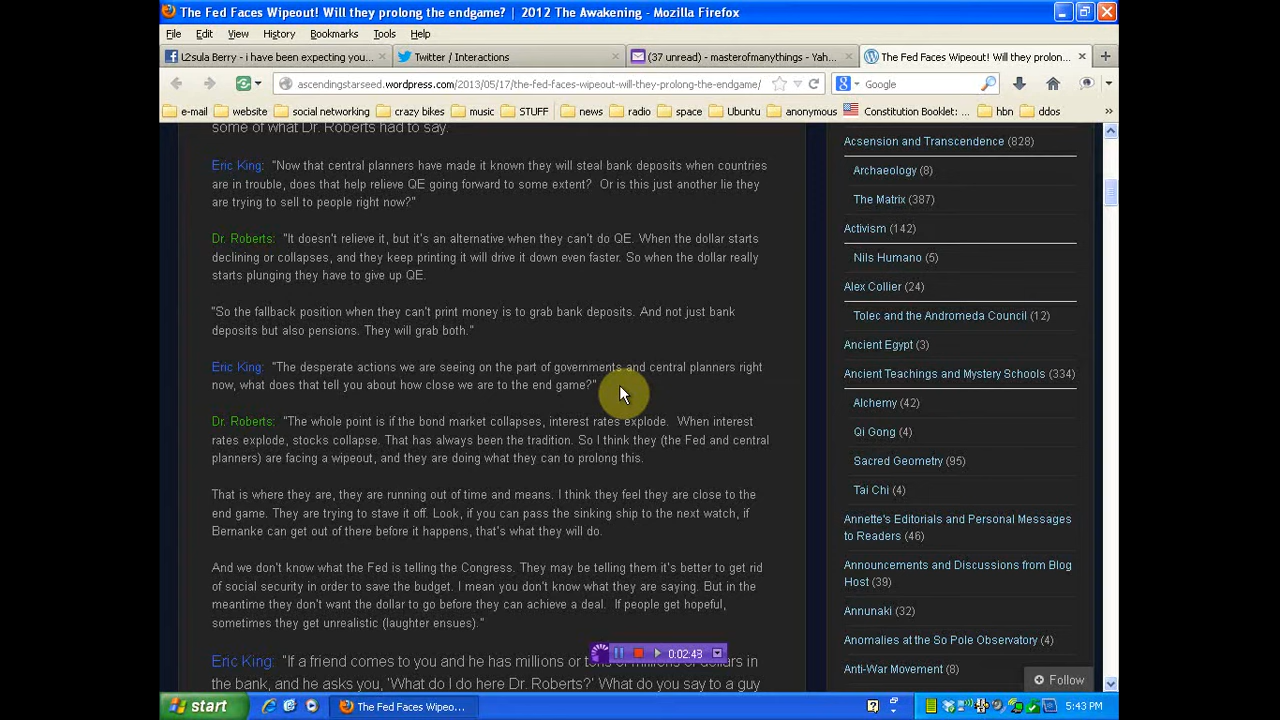 The Fed Faces Wipeout! Will they prolong the endgame? | 2012 The Awakening - Mozilla Firefox
File Edit View History Bookmarks Tools Help
L2sula Berry - i have been expecting you...
Twitter / Interactions
(37 unread) - masterofmanythings - Yah...
The Fed Faces Wipeout! Will they prolon...
ascendingstarseed.wordpress.com/2013/05/17/the-fed-faces-wipeout-will-they-prolong-the-endgame/
Google
e-mail website social networking crazy bikes music STUFF news radio space Ubuntu anonymous Constitution Booklet: ... hbn ddos
some of what Dr. Roberts had to say.
Eric King: "Now that central planners have made it known they will steal bank deposits when countries
are in trouble, does that help relieve QE going forward to some extent? Or is this just another lie they
are trying to sell to people right now?"
Dr. Roberts: "It doesn't relieve it, but it's an alternative when they can't do QE. When the dollar starts
declining or collapses, and they keep printing it will drive it down even faster. So when the dollar really
starts plunging they have to give up QE.
"So the fallback position when they can't print money is to grab bank deposits. And not just bank
deposits but also pensions. They will grab both."
Eric King: "The desperate actions we are seeing on the part of governments and central planners right
now, what does that tell you about how close we are to the end game?"
Dr. Roberts: "The whole point is if the bond market collapses, interest rates explode. When interest
rates explode, stocks collapse. That has always been the tradition. So I think they (the Fed and central
planners) are facing a wipeout, and they are doing what they can to prolong this.
That is where they are, they are running out of time and means. I think they feel they are close to the
end game. They are trying to stave it off. Look, if you can pass the sinking ship to the next watch, if
Bernanke can get out of there before it happens, that's what they will do.
And we don't know what the Fed is telling the Congress. They may be telling them it's better to get rid
of social security in order to save the budget. I mean you don't know what they are saying. But in the
meantime they don't want the dollar to go before they can achieve a deal. If people get hopeful,
sometimes they get unrealistic (laughter ensues)."
Eric King: "If a friend comes to you and he has millions or of dollars in
the bank, and he asks you, 'What do I do here Dr. Roberts?' What do you say to a guy
0:02:43
Ascension and Transcendence (828)
Archaeology (8)
The Matrix (387)
Activism (142)
Nils Humano (5)
Alex Collier (24)
Tolec and the Andromeda Council (12)
Ancient Egypt (3)
Ancient Teachings and Mystery Schools (334)
Alchemy (42)
Qi Gong (4)
Sacred Geometry (95)
Tai Chi (4)
Annette's Editorials and Personal Messages
to Readers (46)
Announcements and Discussions from Blog
Host (39)
Annunaki (32)
Anomalies at the So Pole Observatory (4)
Anti-War Movement (8)
Follow
start
The Fed Faces Wipeo...
5:43 PM